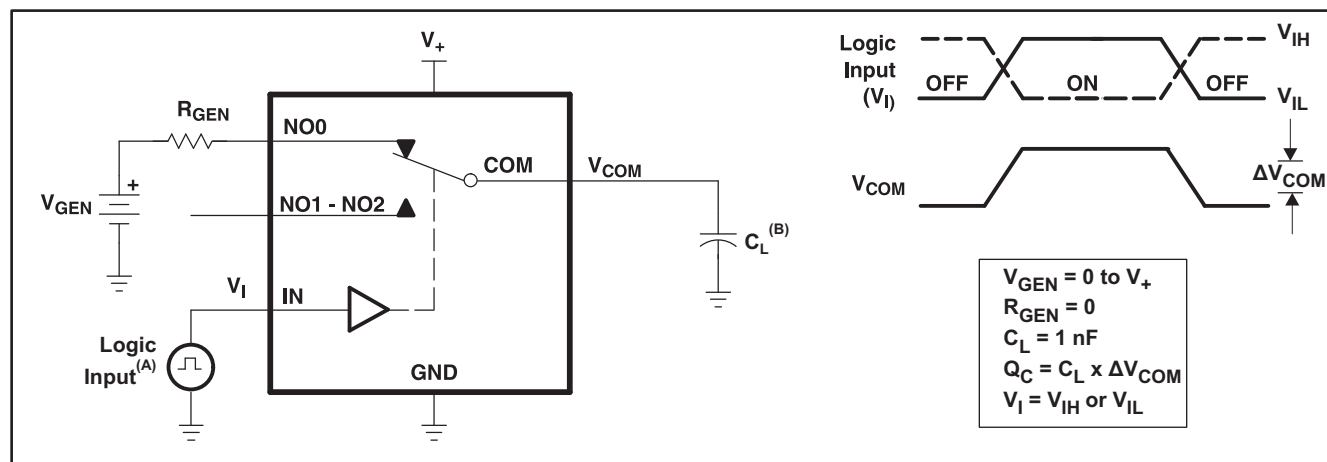 V+
RGEN
NO0
COM
VCOM
VGEN
+
NO1 - NO2
CL(B)
VI
IN
Logic
Input(A)
GND
Logic
Input
(VI)
OFF
ON
OFF
VIH
VIL
VCOM
ΔVCOM
VGEN = 0 to V+
RGEN = 0
CL = 1 nF
QC = CL x ΔVCOM
VI = VIH or VIL